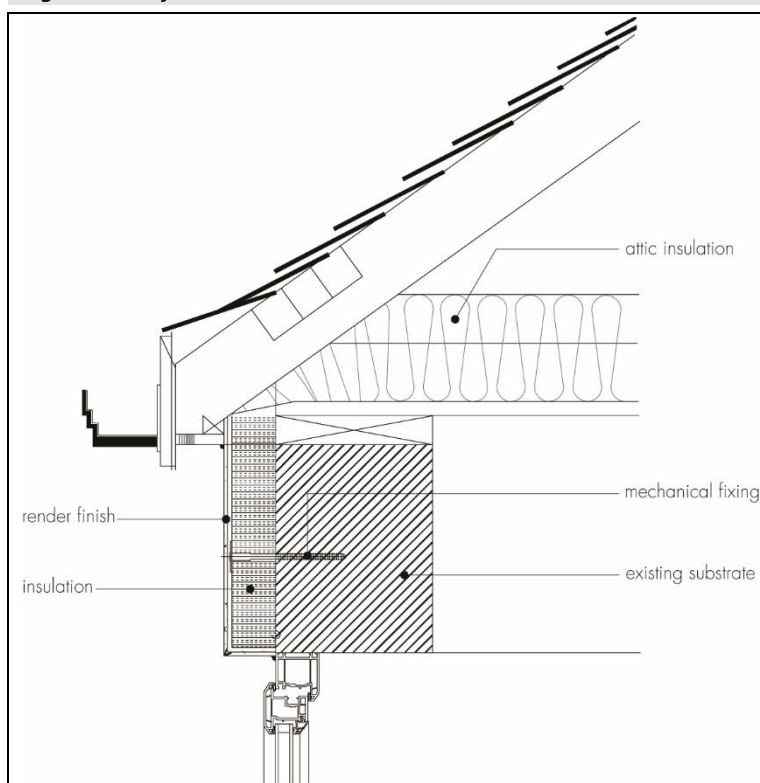 attic insulation
mechanical fixing
render finish
existing substrate
insulation